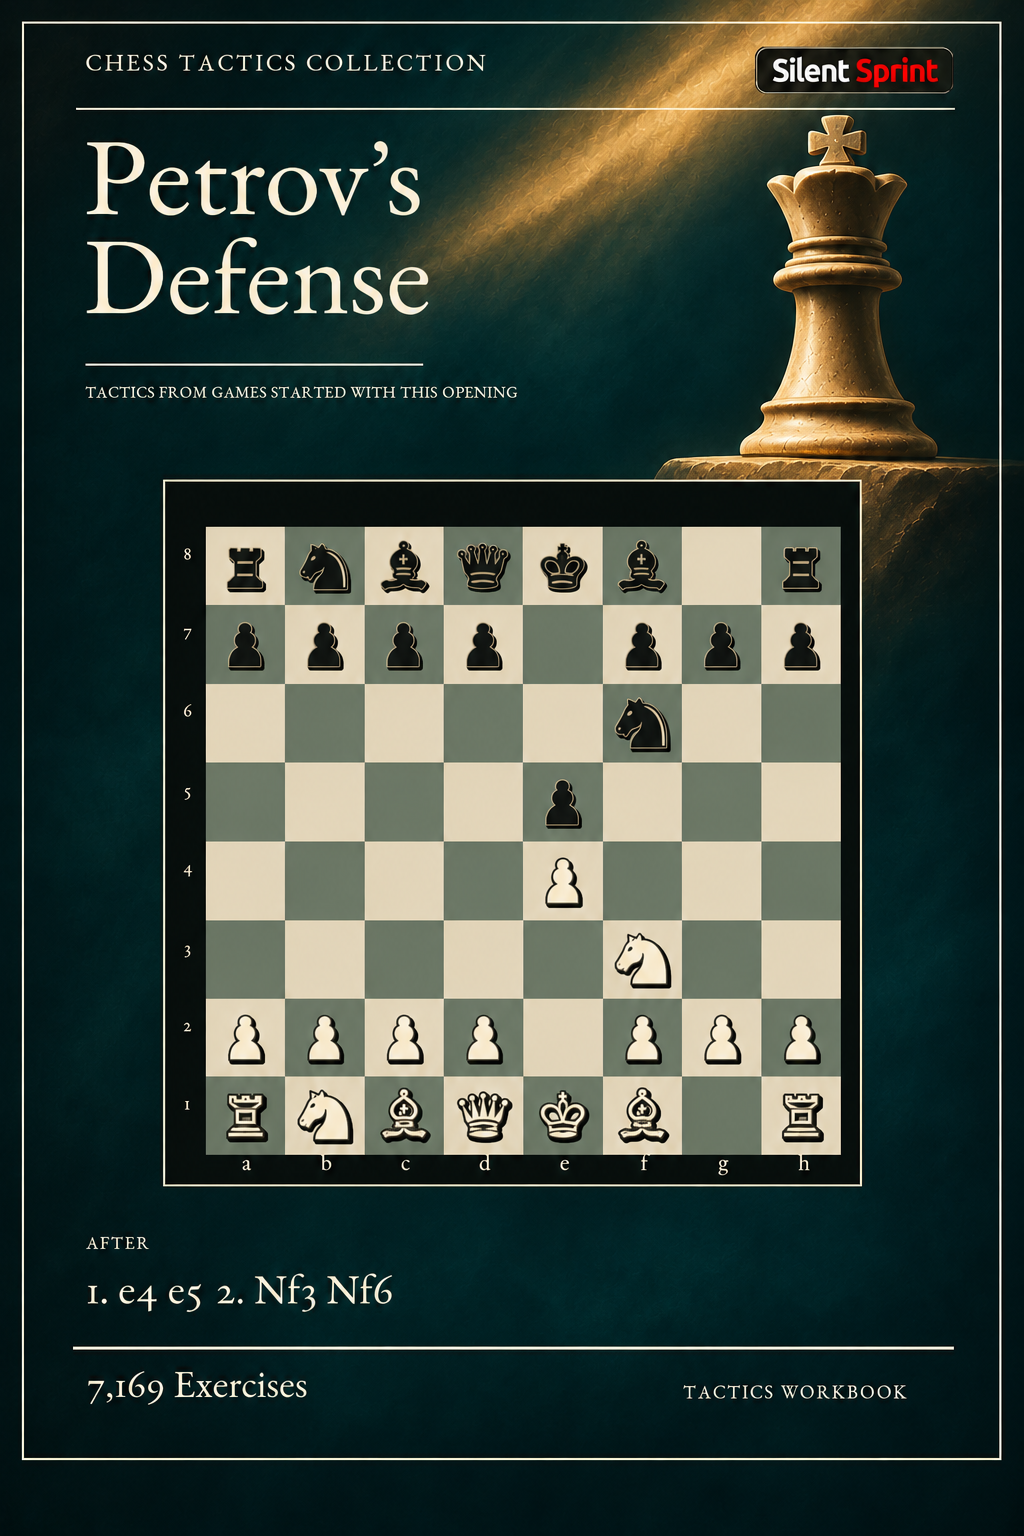 CHESS TACTICS COLLECTION
Silent Sprint
Petrov's
Defense
TACTICS FROM GAMES STARTED WITH THIS OPENING
8
7
6
5
4
3
2
1
a b c d e f g h
AFTER
1. e4 e5 2. Nf3 Nf6
7,169 Exercises
TACTICS WORKBOOK